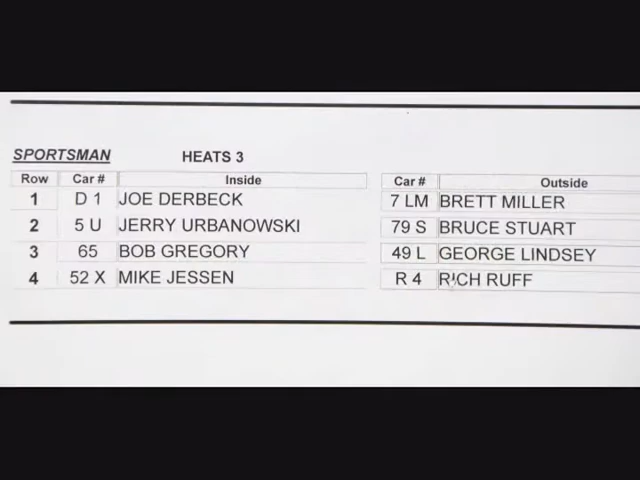 SPORTSMAN HEATS 3
Row Car # Inside Car # Outside
1 D 1 JOE DERBECK 7 LM BRETT MILLER
2 5 U JERRY URBANOWSKI 79 S BRUCE STUART
3 65 BOB GREGORY 49 L GEORGE LINDSEY
4 52 X MIKE JESSEN R 4 RICH RUFF